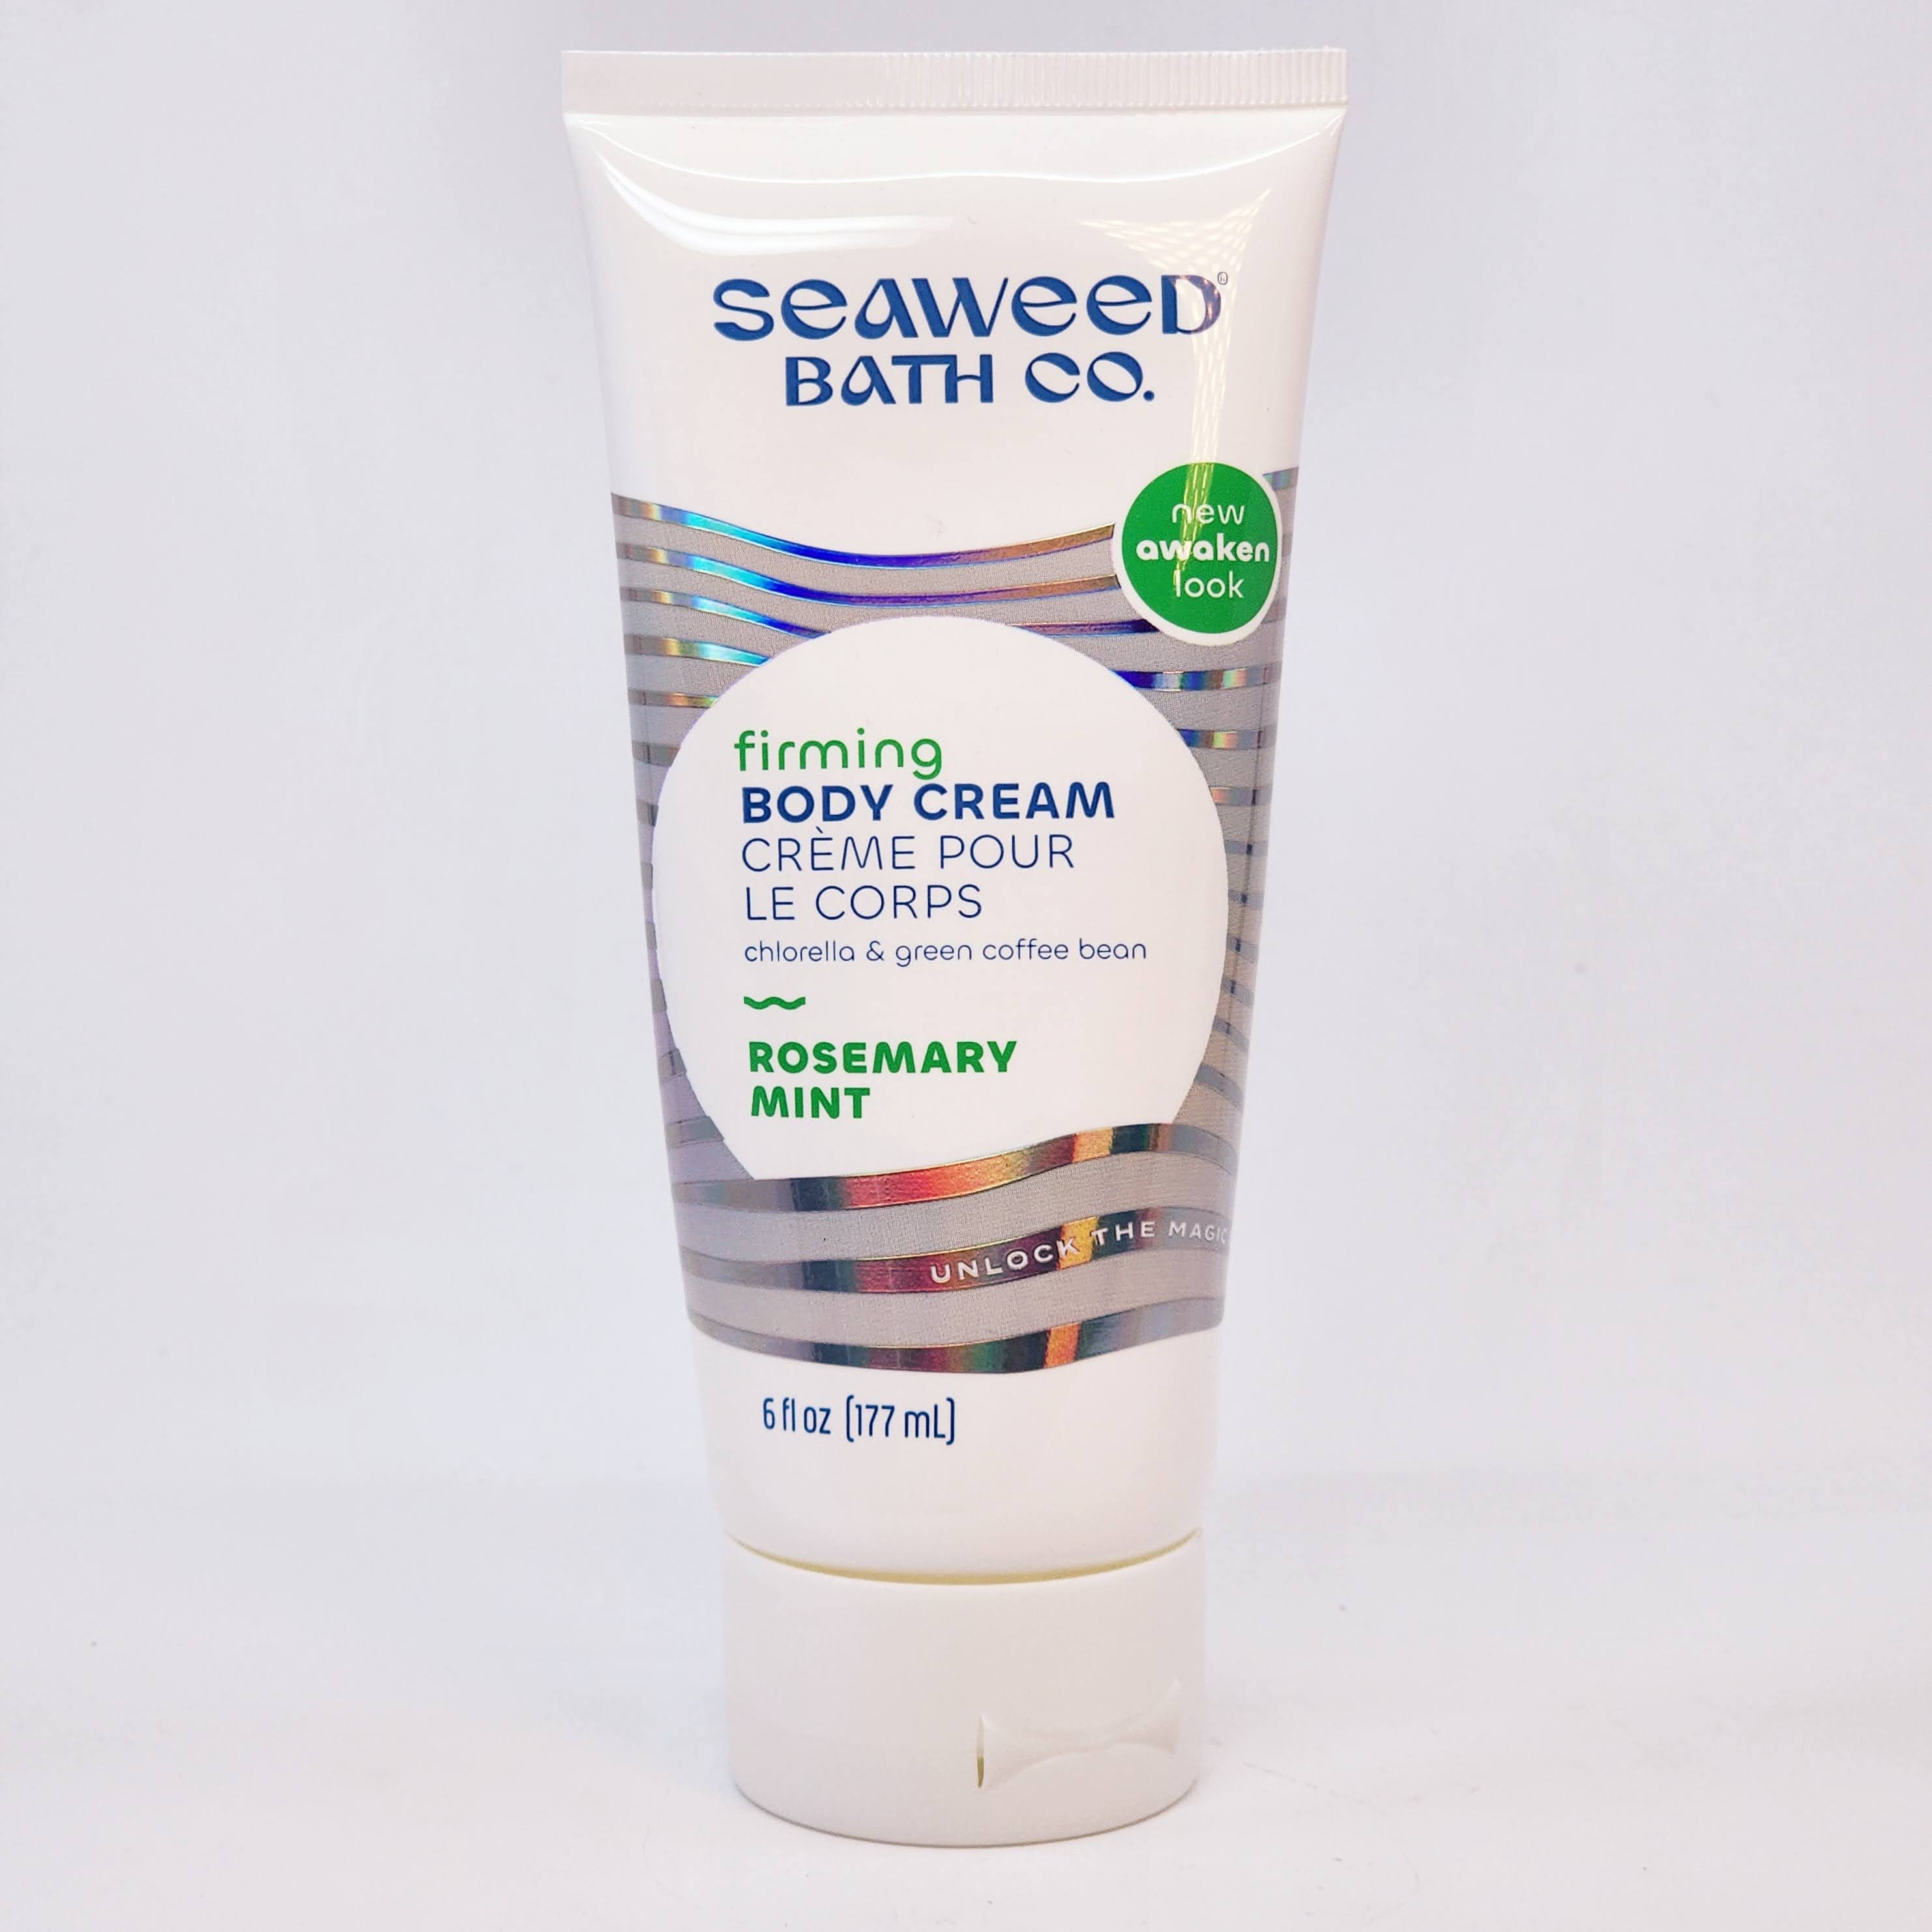 SEAWEED®
BATH CO.
new
awaken
look
firming
BODY CREAM
CRÈME POUR
LE CORPS
chlorella & green coffee bean
ROSEMARY
MINT
UNLOCK THE MAGIC
6 fl oz (177 mL)